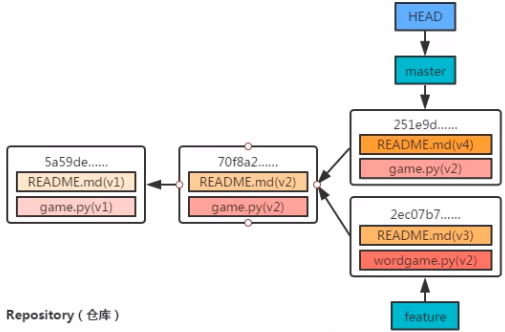 HEAD
master
251e9d......
README.md(v4)
game.py(v2)
5a59de......
README.md(v1)
game.py(v1)
70f8a2......
README.md(v2)
game.py(v2)
2ec07b7......
README.md(v3)
wordgame.py(v2)
feature
Repository（仓库）